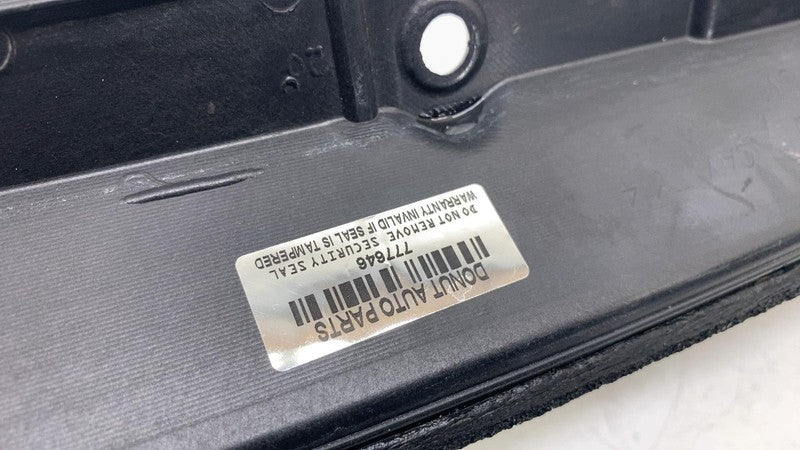 DONUT AUTO PARTS
777646
DO NOT REMOVE SECURITY SEAL
WARRANTY INVALID IF SEAL IS TAMPERED